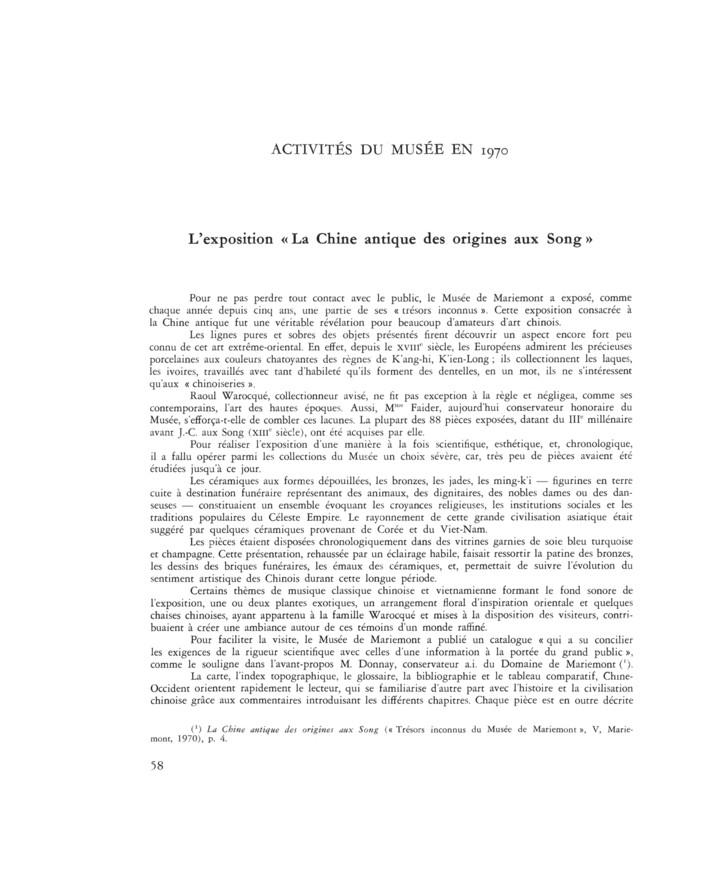 ACTIVITÉS DU MUSÉE EN 1970
L'exposition « La Chine antique des origines aux Song »
Pour ne pas perdre tout contact avec le public, le Musée de Mariemont a exposé, comme
chaque année depuis cinq ans, une partie de ses « trésors inconnus ». Cette exposition consacrée à
la Chine antique fut une véritable révélation pour beaucoup d'amateurs d'art chinois.
Les lignes pures et sobres des objets présentés firent découvrir un aspect encore fort peu
connu de cet art extrême-oriental. En effet, depuis le XVIIIe siècle, les Européens admirent les précieuses
porcelaines aux couleurs chatoyantes des règnes de K'ang-hi, K'ien-Long ; ils collectionnent les laques,
les ivoires, travaillés avec tant d'habileté qu'ils forment des dentelles, en un mot, ils ne s'intéressent
qu'aux « chinoiseries ».
Raoul Warocqué, collectionneur avisé, ne fit pas exception à la règle et négligea, comme ses
contemporains, l'art des hautes époques. Aussi, Mme Faider, aujourd'hui conservateur honoraire du
Musée, s'efforça-t-elle de combler ces lacunes. La plupart des 88 pièces exposées, datant du IIIe millénaire
avant J.-C. aux Song (XIIIe siècle), ont été acquises par elle.
Pour réaliser l'exposition d'une manière à la fois scientifique, esthétique, et, chronologique,
il a fallu opérer parmi les collections du Musée un choix sévère, car, très peu de pièces avaient été
étudiées jusqu'à ce jour.
Les céramiques aux formes dépouillées, les bronzes, les jades, les ming-k'i — figurines en terre
cuite à destination funéraire représentant des animaux, des dignitaires, des nobles dames ou des dan-
seuses — constituaient un ensemble évoquant les croyances religieuses, les institutions sociales et les
traditions populaires du Céleste Empire. Le rayonnement de cette grande civilisation asiatique était
suggéré par quelques céramiques provenant de Corée et du Viet-Nam.
Les pièces étaient disposées chronologiquement dans des vitrines garnies de soie bleu turquoise
et champagne. Cette présentation, rehaussée par un éclairage habile, faisait ressortir la patine des bronzes,
les dessins des briques funéraires, les émaux des céramiques, et, permettait de suivre l'évolution du
sentiment artistique des Chinois durant cette longue période.
Certains thèmes de musique classique chinoise et vietnamienne formant le fond sonore de
l'exposition, une ou deux plantes exotiques, un arrangement floral d'inspiration orientale et quelques
chaises chinoises, ayant appartenu à la famille Warocqué et mises à la disposition des visiteurs, contri-
buaient à créer une ambiance autour de ces témoins d'un monde raffiné.
Pour faciliter la visite, le Musée de Mariemont a publié un catalogue « qui a su concilier
les exigences de la rigueur scientifique avec celles d'une information à la portée du grand public »,
comme le souligne dans l'avant-propos M. Donnay, conservateur a.i. du Domaine de Mariemont (1).
La carte, l'index topographique, le glossaire, la bibliographie et le tableau comparatif, Chine-
Occident orientent rapidement le lecteur, qui se familiarise d'autre part avec l'histoire et la civilisation
chinoise grâce aux commentaires introduisant les différents chapitres. Chaque pièce est en outre décrite
(1) La Chine antique des origines aux Song (« Trésors inconnus du Musée de Mariemont », V, Marie-
mont, 1970), p. 4.
58